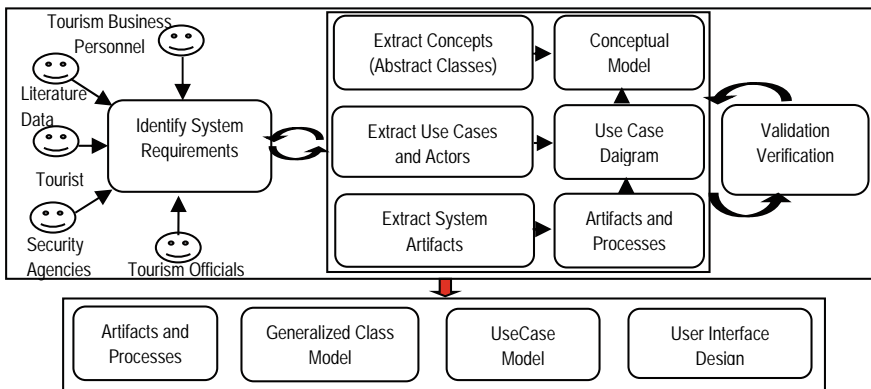 Tourism Business
Personnel
Literature
Data
Tourist
Security
Agencies
Tourism Officials
Identify System
Requirements
Extract Concepts
(Abstract Classes)
Conceptual
Model
Extract Use Cases
and Actors
Use Case
Daigram
Extract System
Artifacts
Artifacts and
Processes
Validation
Verification
Artifacts and
Processes
Generalized Class
Model
UseCase
Model
User Interface
Design